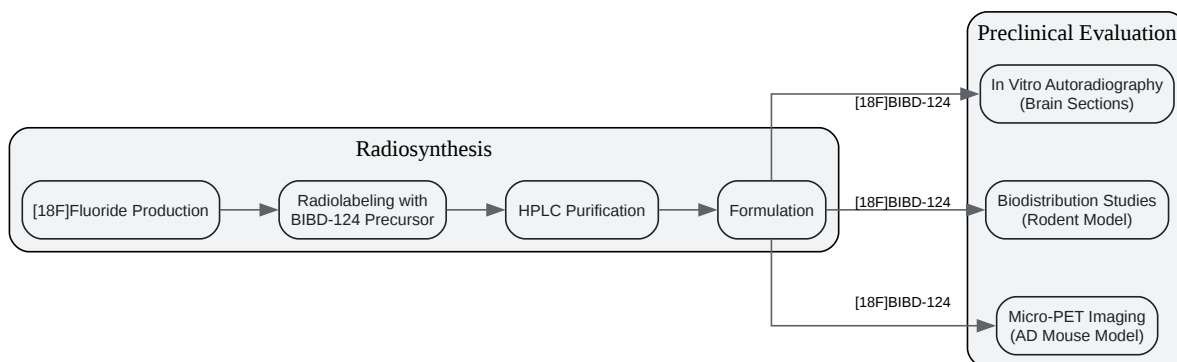 Radiosynthesis
[18F]Fluoride Production
Radiolabeling with
BIBD-124 Precursor
HPLC Purification
Formulation
[18F]BIBD-124
[18F]BIBD-124
[18F]BIBD-124
Preclinical Evaluation
In Vitro Autoradiography
(Brain Sections)
Biodistribution Studies
(Rodent Model)
Micro-PET Imaging
(AD Mouse Model)